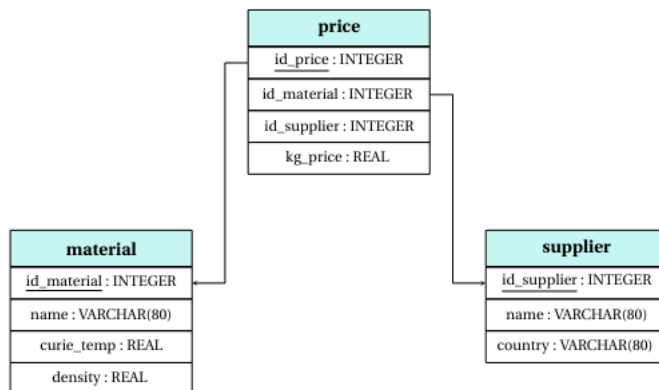 price
id_price : INTEGER
id_material : INTEGER
id_supplier : INTEGER
kg_price : REAL
material
id_material : INTEGER
name : VARCHAR(80)
curie_temp : REAL
density : REAL
supplier
id_supplier : INTEGER
name : VARCHAR(80)
country : VARCHAR(80)